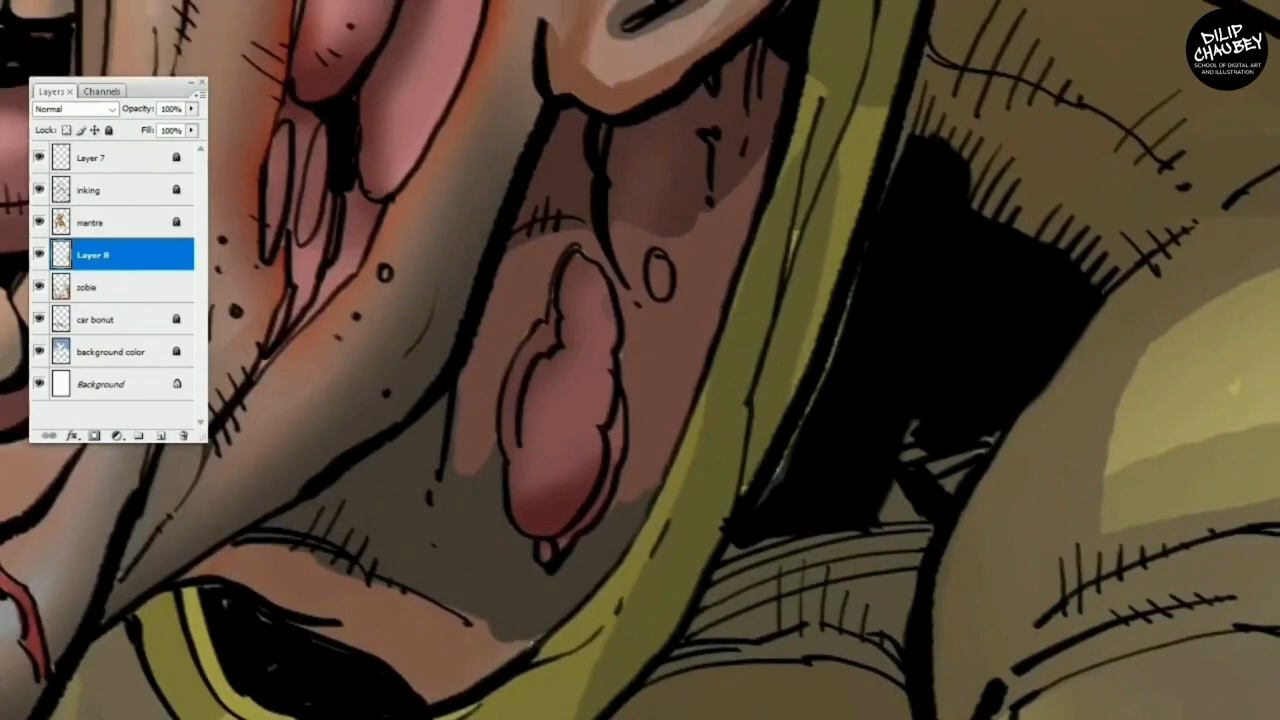 DILIP
CHAUBEY
SCHOOL OF DIGITAL ART
AND ILLUSTRATION
Layers Channels
Normal Opacity: 100%
Lock: Fill: 100%
Layer 7
inking
mantra
Layer 8
zobie
car bonut
background color
Background